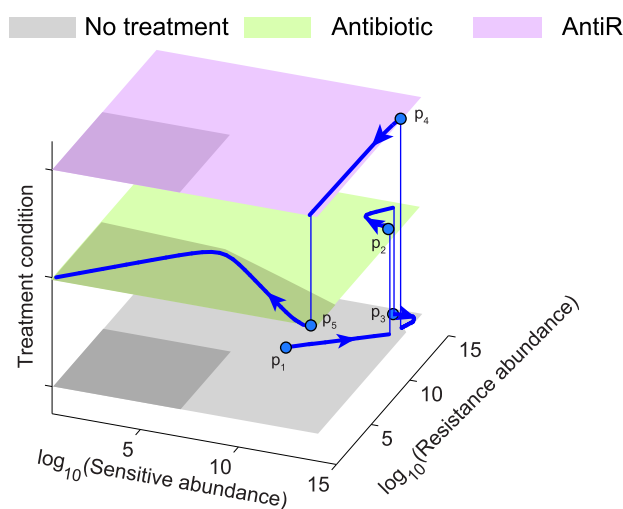 No treatment
Antibiotic
AntiR
Treatment condition
p4
p2
p3
p5
p1
15
10
5
5
10
15
log10(Sensitive abundance)
log10(Resistance abundance)